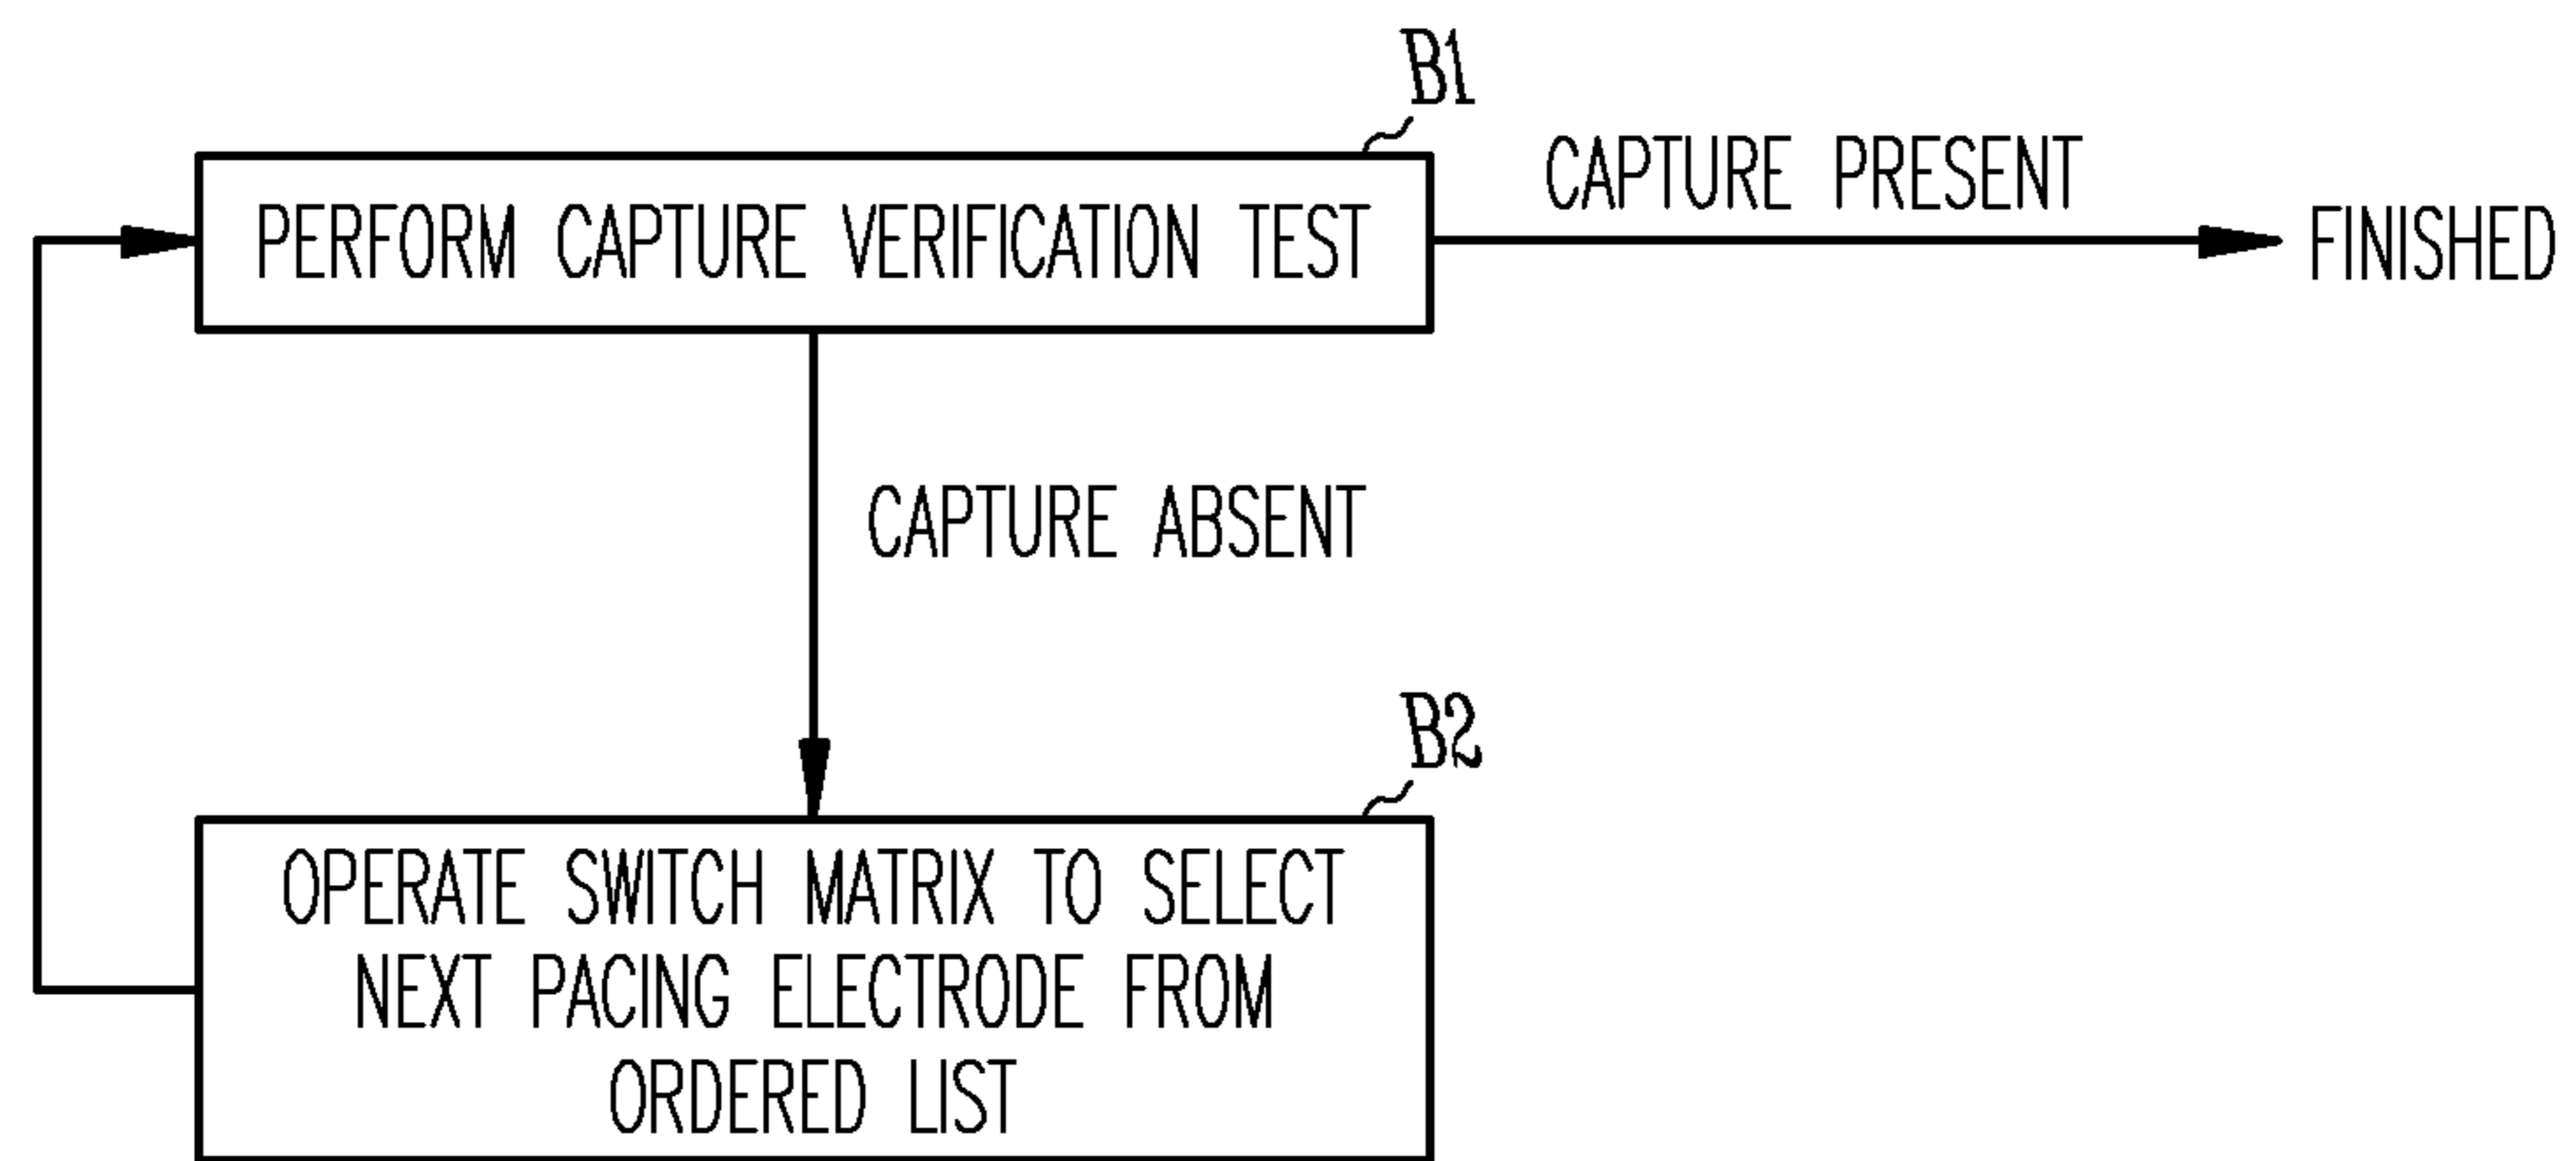 B1
PERFORM CAPTURE VERIFICATION TEST
CAPTURE PRESENT
FINISHED
CAPTURE ABSENT
B2
OPERATE SWITCH MATRIX TO SELECT
NEXT PACING ELECTRODE FROM
ORDERED LIST